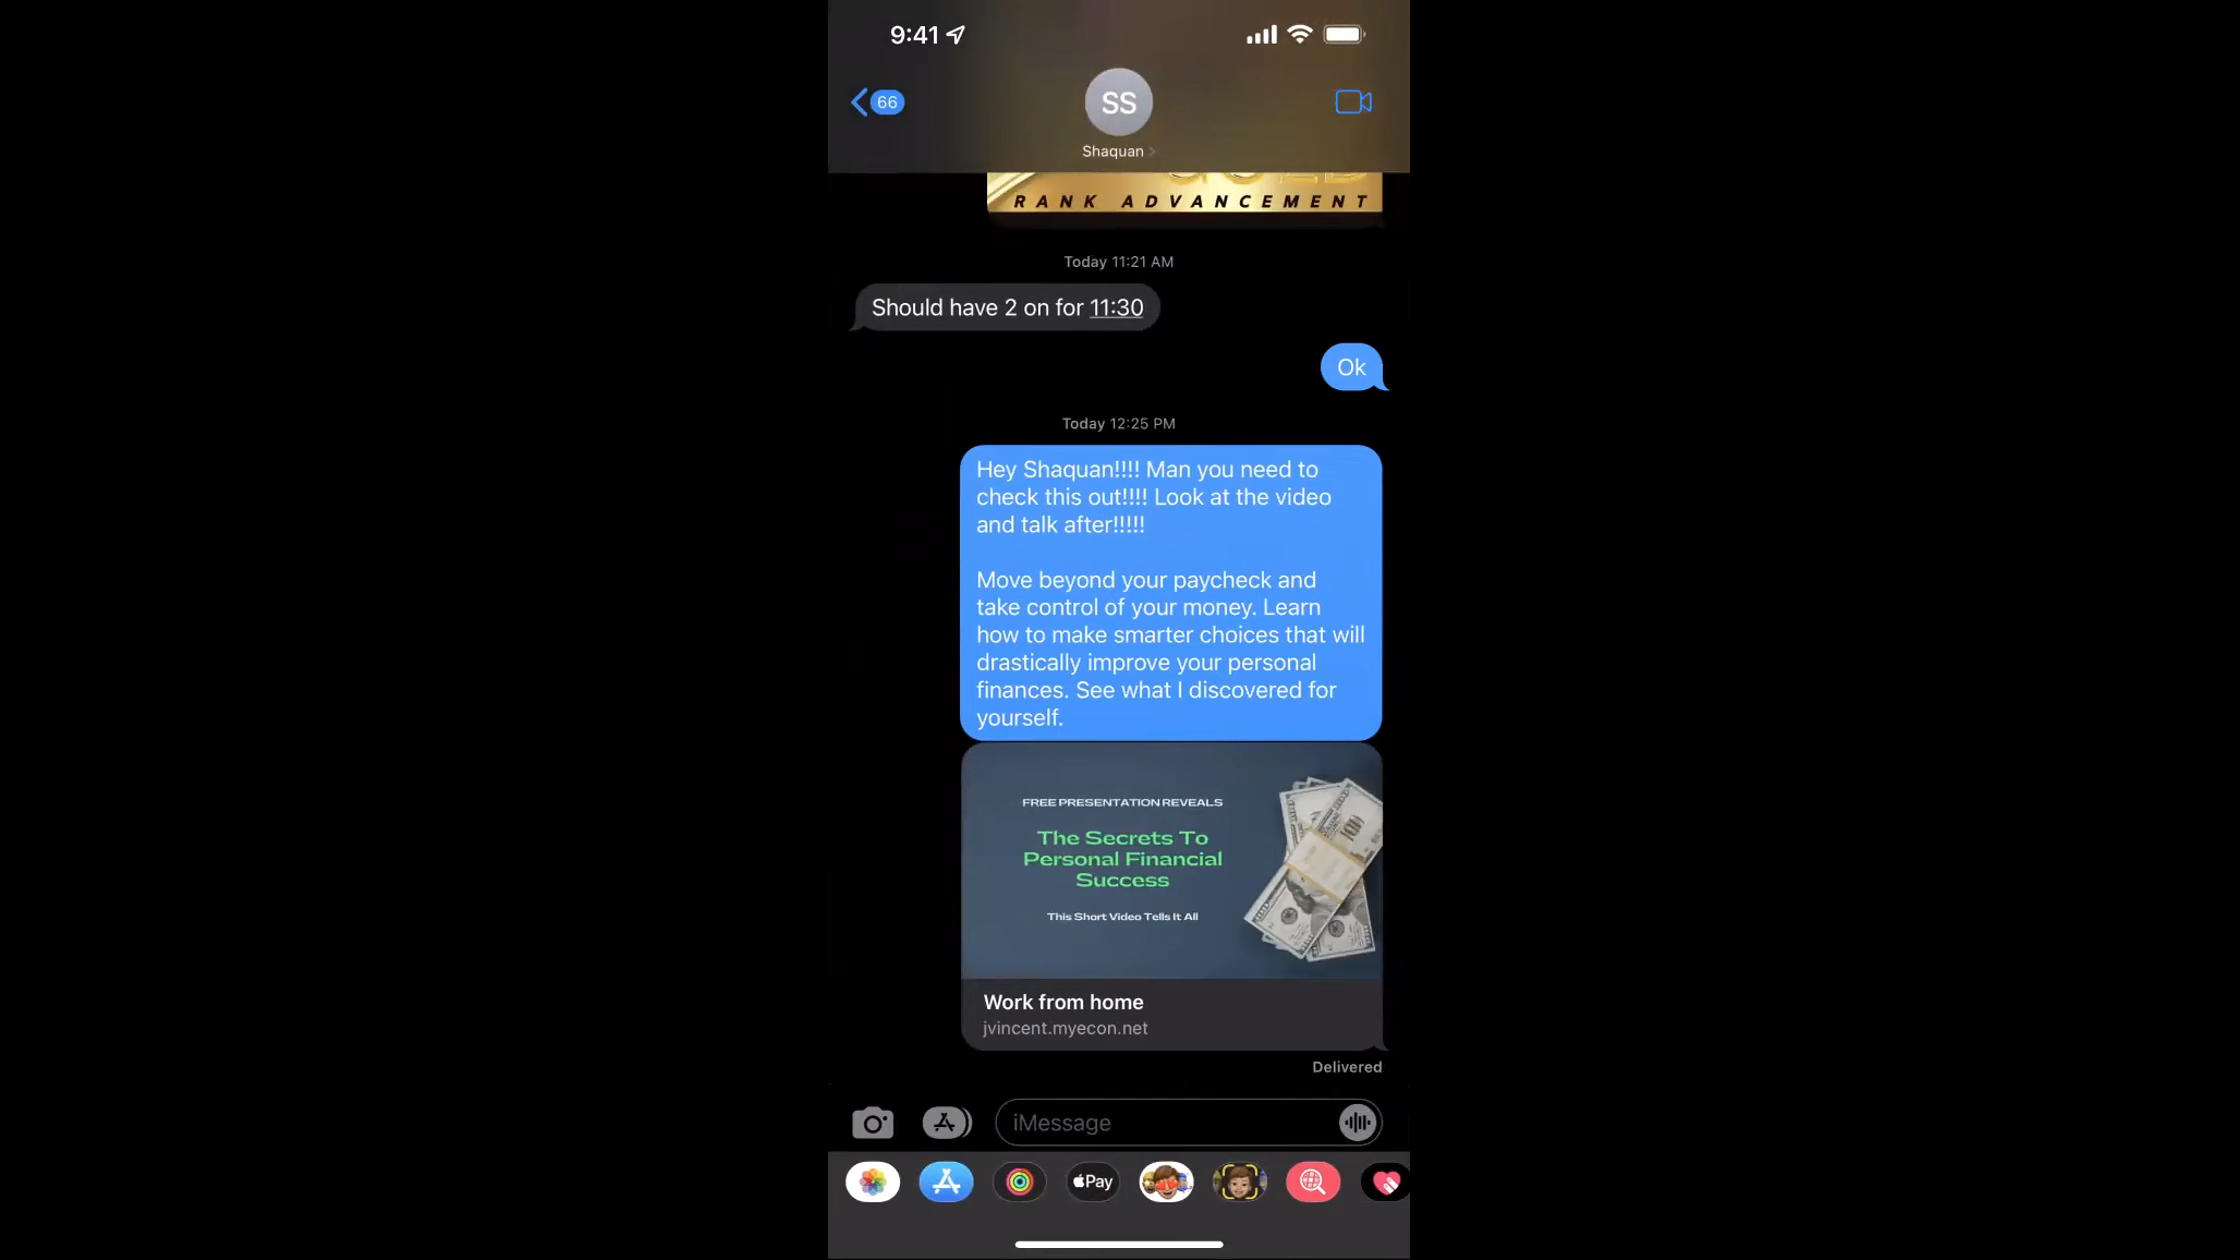 9:41
66
SS
Shaquan
RANK ADVANCEMENT
Today 11:21 AM
Should have 2 on for 11:30
Ok
Today 12:25 PM
Hey Shaquan!!!! Man you need to
check this out!!!! Look at the video
and talk after!!!!!
Move beyond your paycheck and
take control of your money. Learn
how to make smarter choices that will
drastically improve your personal
finances. See what I discovered for
yourself.
FREE PRESENTATION REVEALS
The Secrets To
Personal Financial
Success
This Short Video Tells It All
100
Work from home
jvincent.myecon.net
Delivered
iMessage
Pay